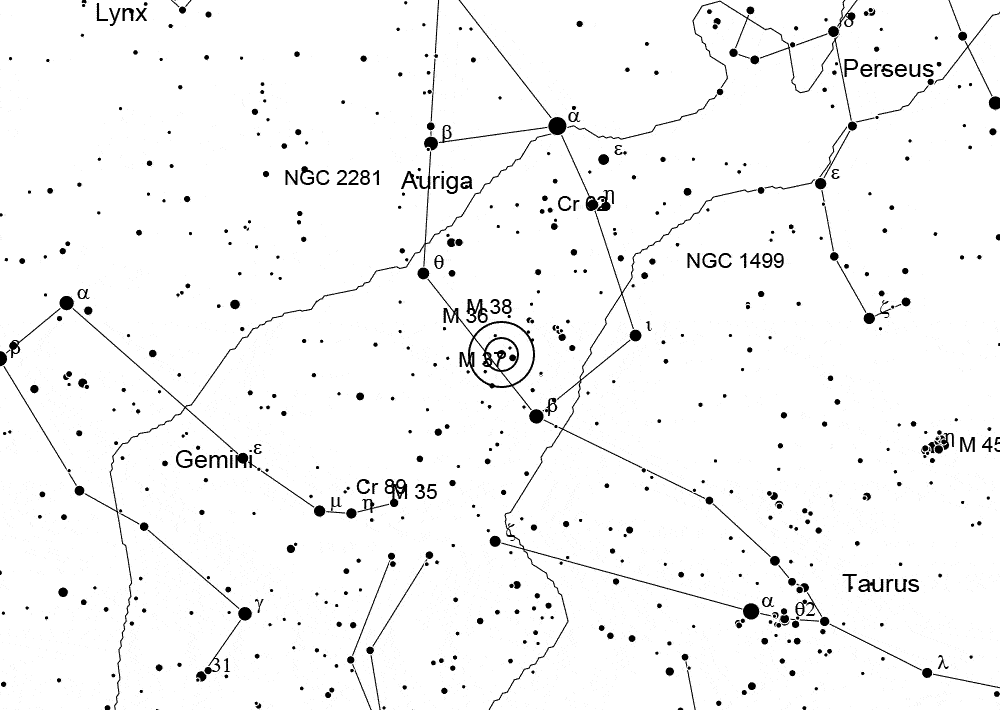 Lynx
δ
Perseus
α
β
ε
ε
NGC 2281
Auriga
Cr 62
η
θ
NGC 1499
α
ζ
M 38
M 36
ι
β
M 37
β
η
M 45
ε
Gemini
Cr 89
M 35
μ
η
ζ
Taurus
γ
α
θ2
31
λ